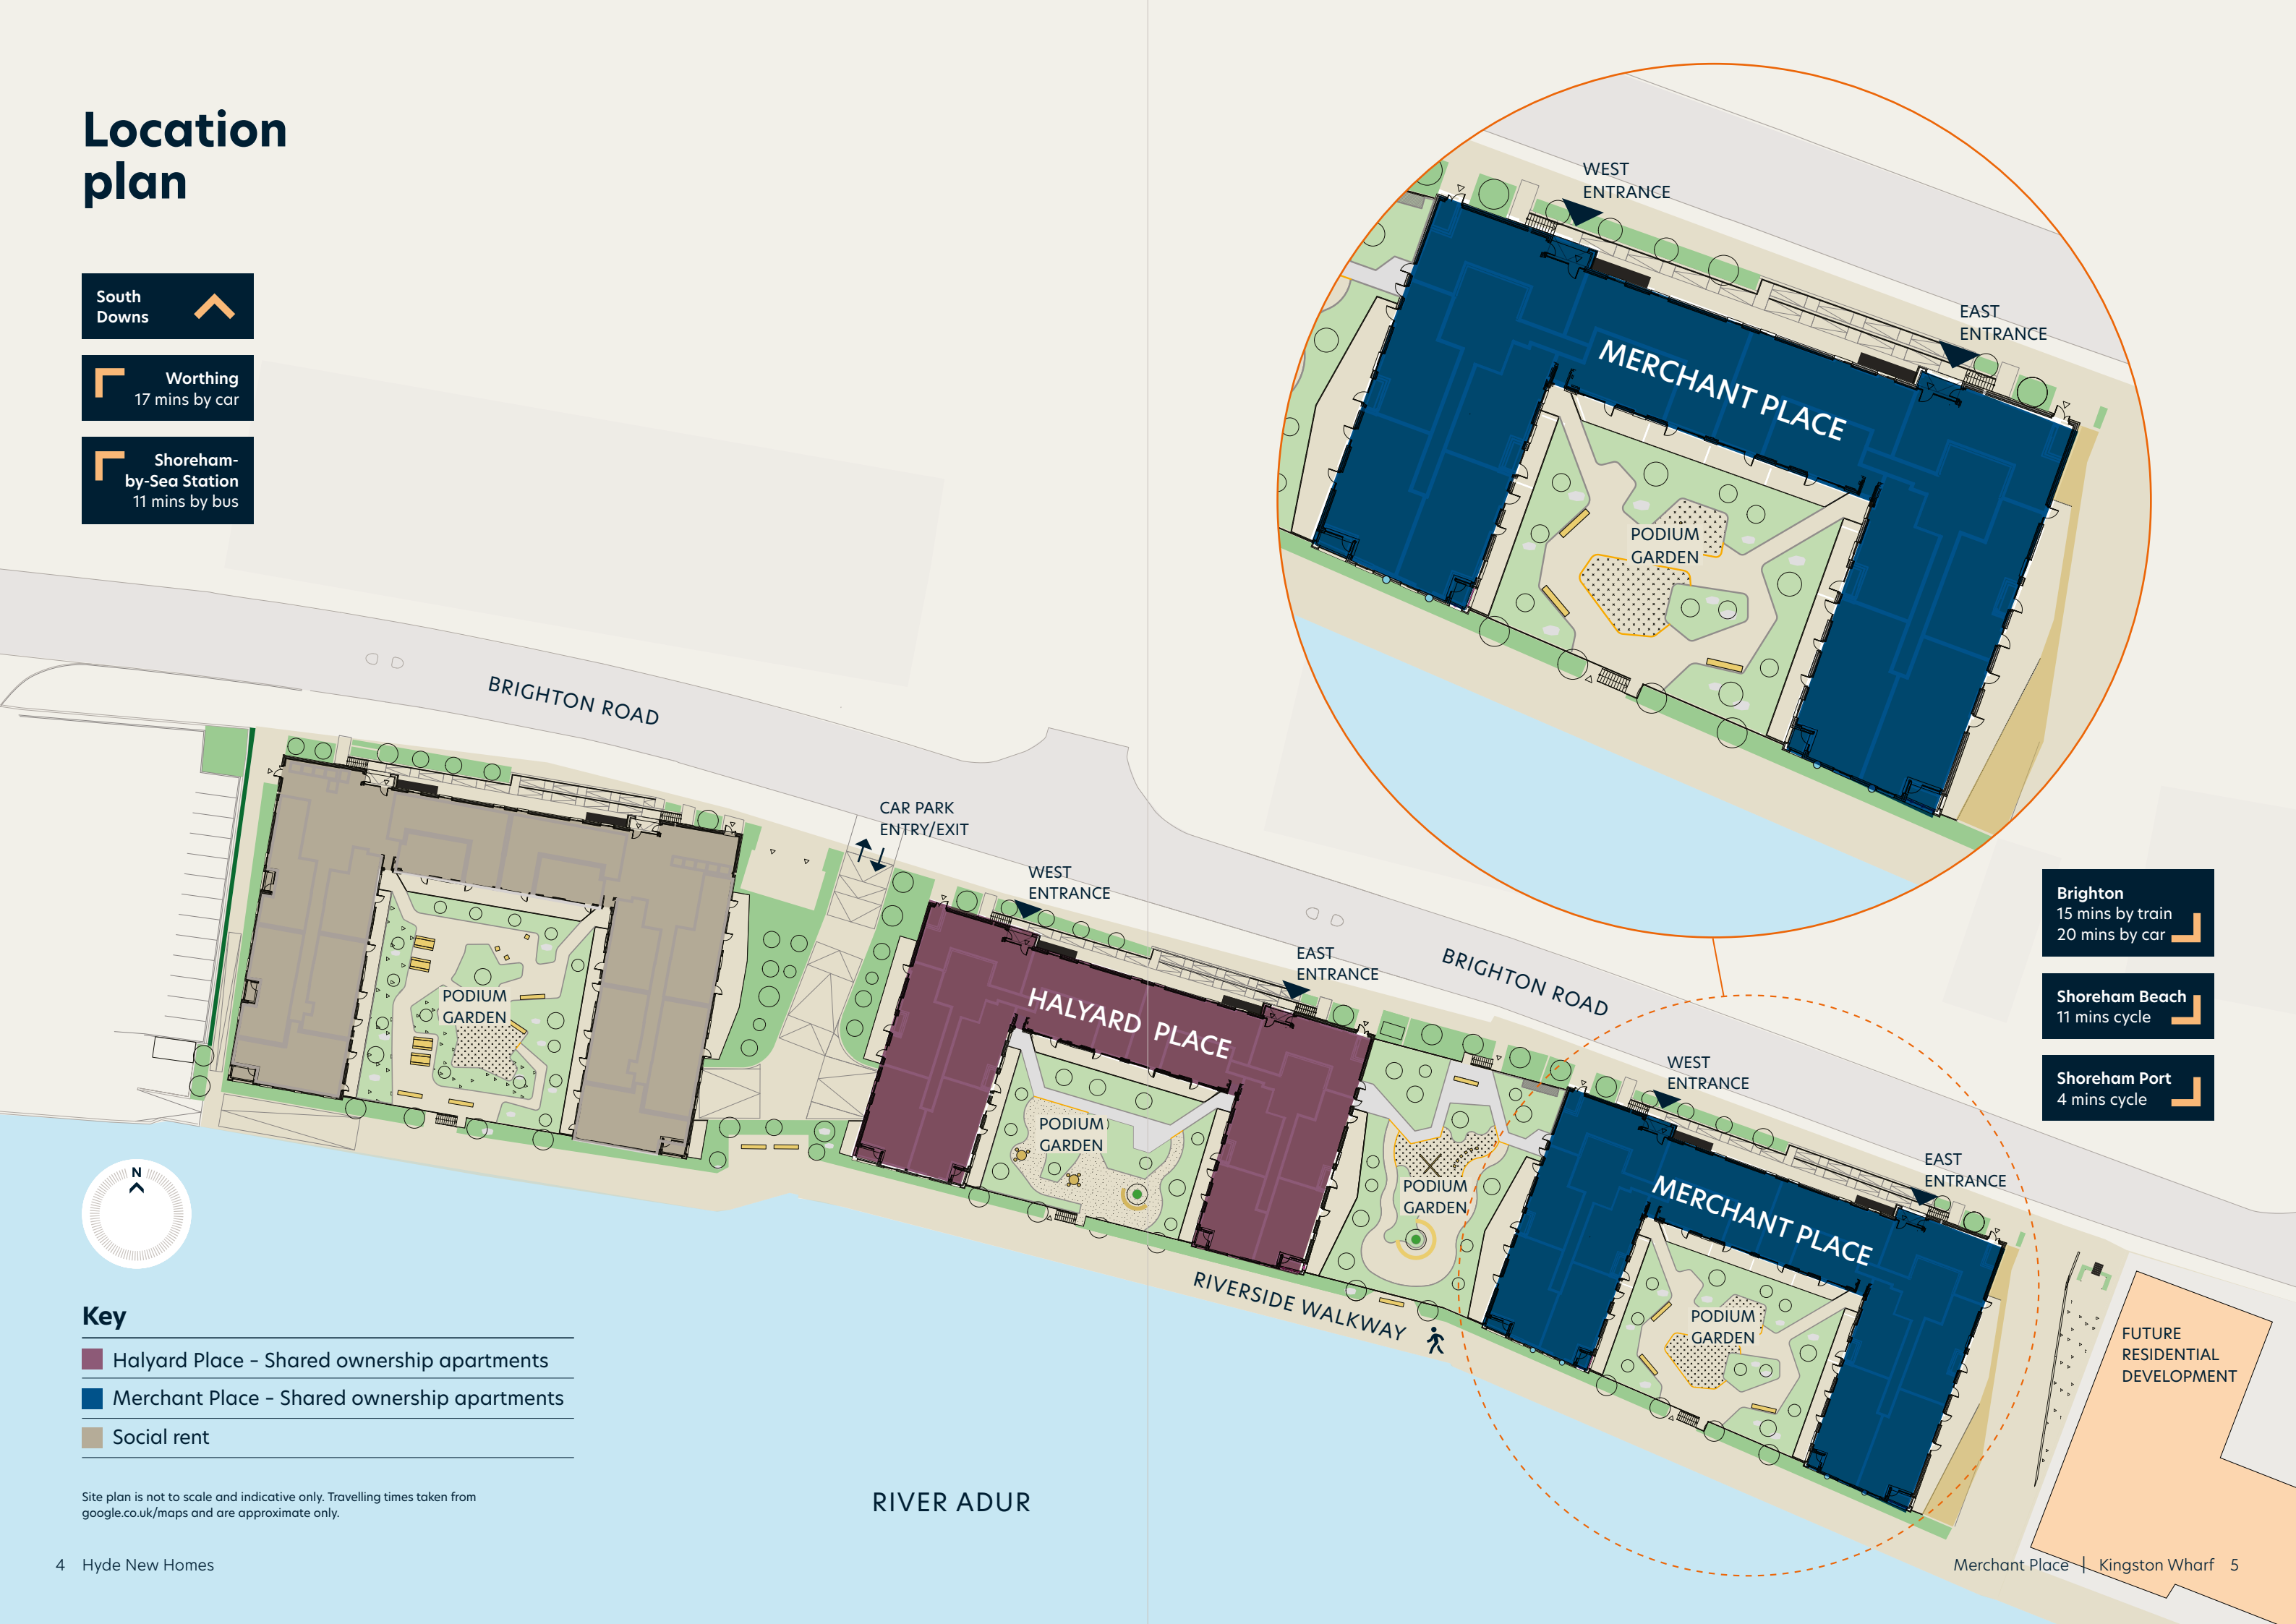 Location
plan
South
Downs
Worthing
17 mins by car
Shoreham-
by-Sea Station
11 mins by bus
WEST
ENTRANCE
EAST
ENTRANCE
MERCHANT PLACE
PODIUM
GARDEN
BRIGHTON ROAD
CAR PARK
ENTRY/EXIT
WEST
ENTRANCE
EAST
ENTRANCE
BRIGHTON ROAD
PODIUM
GARDEN
HALYARD PLACE
PODIUM
GARDEN
PODIUM
GARDEN
WEST
ENTRANCE
EAST
ENTRANCE
MERCHANT PLACE
PODIUM
GARDEN
RIVERSIDE WALKWAY
Brighton
15 mins by train
20 mins by car
Shoreham Beach
11 mins cycle
Shoreham Port
4 mins cycle
FUTURE
RESIDENTIAL
DEVELOPMENT
N
Key
Halyard Place – Shared ownership apartments
Merchant Place – Shared ownership apartments
Social rent
Site plan is not to scale and indicative only. Travelling times taken from
google.co.uk/maps and are approximate only.
RIVER ADUR
4 Hyde New Homes
Merchant Place | Kingston Wharf 5